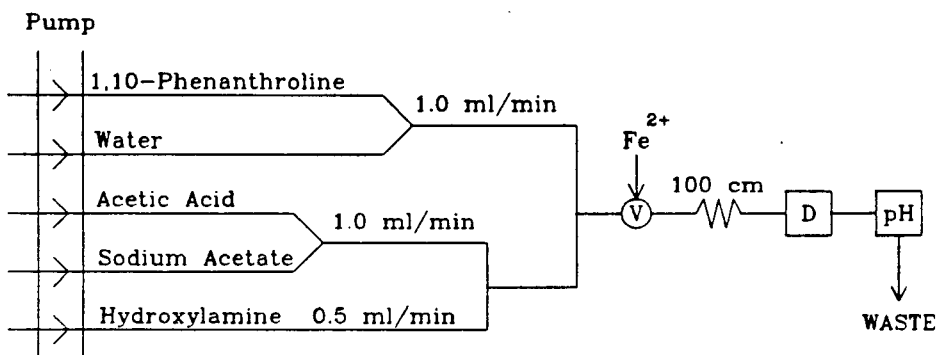 Pump
1,10-Phenanthroline
1.0 ml/min
Water
Acetic Acid
1.0 ml/min
Sodium Acetate
Hydroxylamine 0.5 ml/min
Fe2+
V
100 cm
D
pH
WASTE